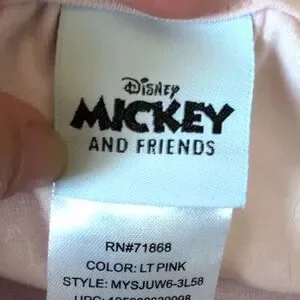 Disney
MICKEY
AND FRIENDS
RN#71868
COLOR: LT PINK
STYLE: MYSJUW6-3L58